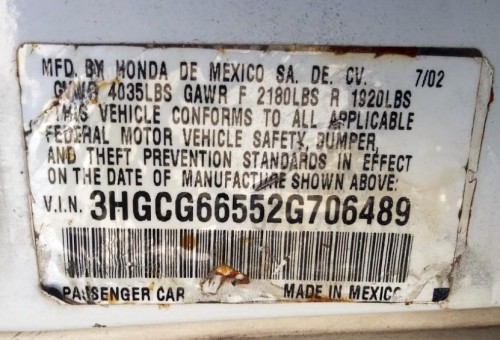 MFD. BY HONDA DE MEXICO SA. DE. CV. 7/02
GVWR 4035LBS GAWR F 2180LBS R 1920LBS
THIS VEHICLE CONFORMS TO ALL APPLICABLE
FEDERAL MOTOR VEHICLE SAFETY, BUMPER,
AND THEFT PREVENTION STANDARDS IN EFFECT
ON THE DATE OF MANUFACTURE SHOWN ABOVE:
V.I.N. 3HGCG66552G706489
PASSENGER CAR MADE IN MEXICO